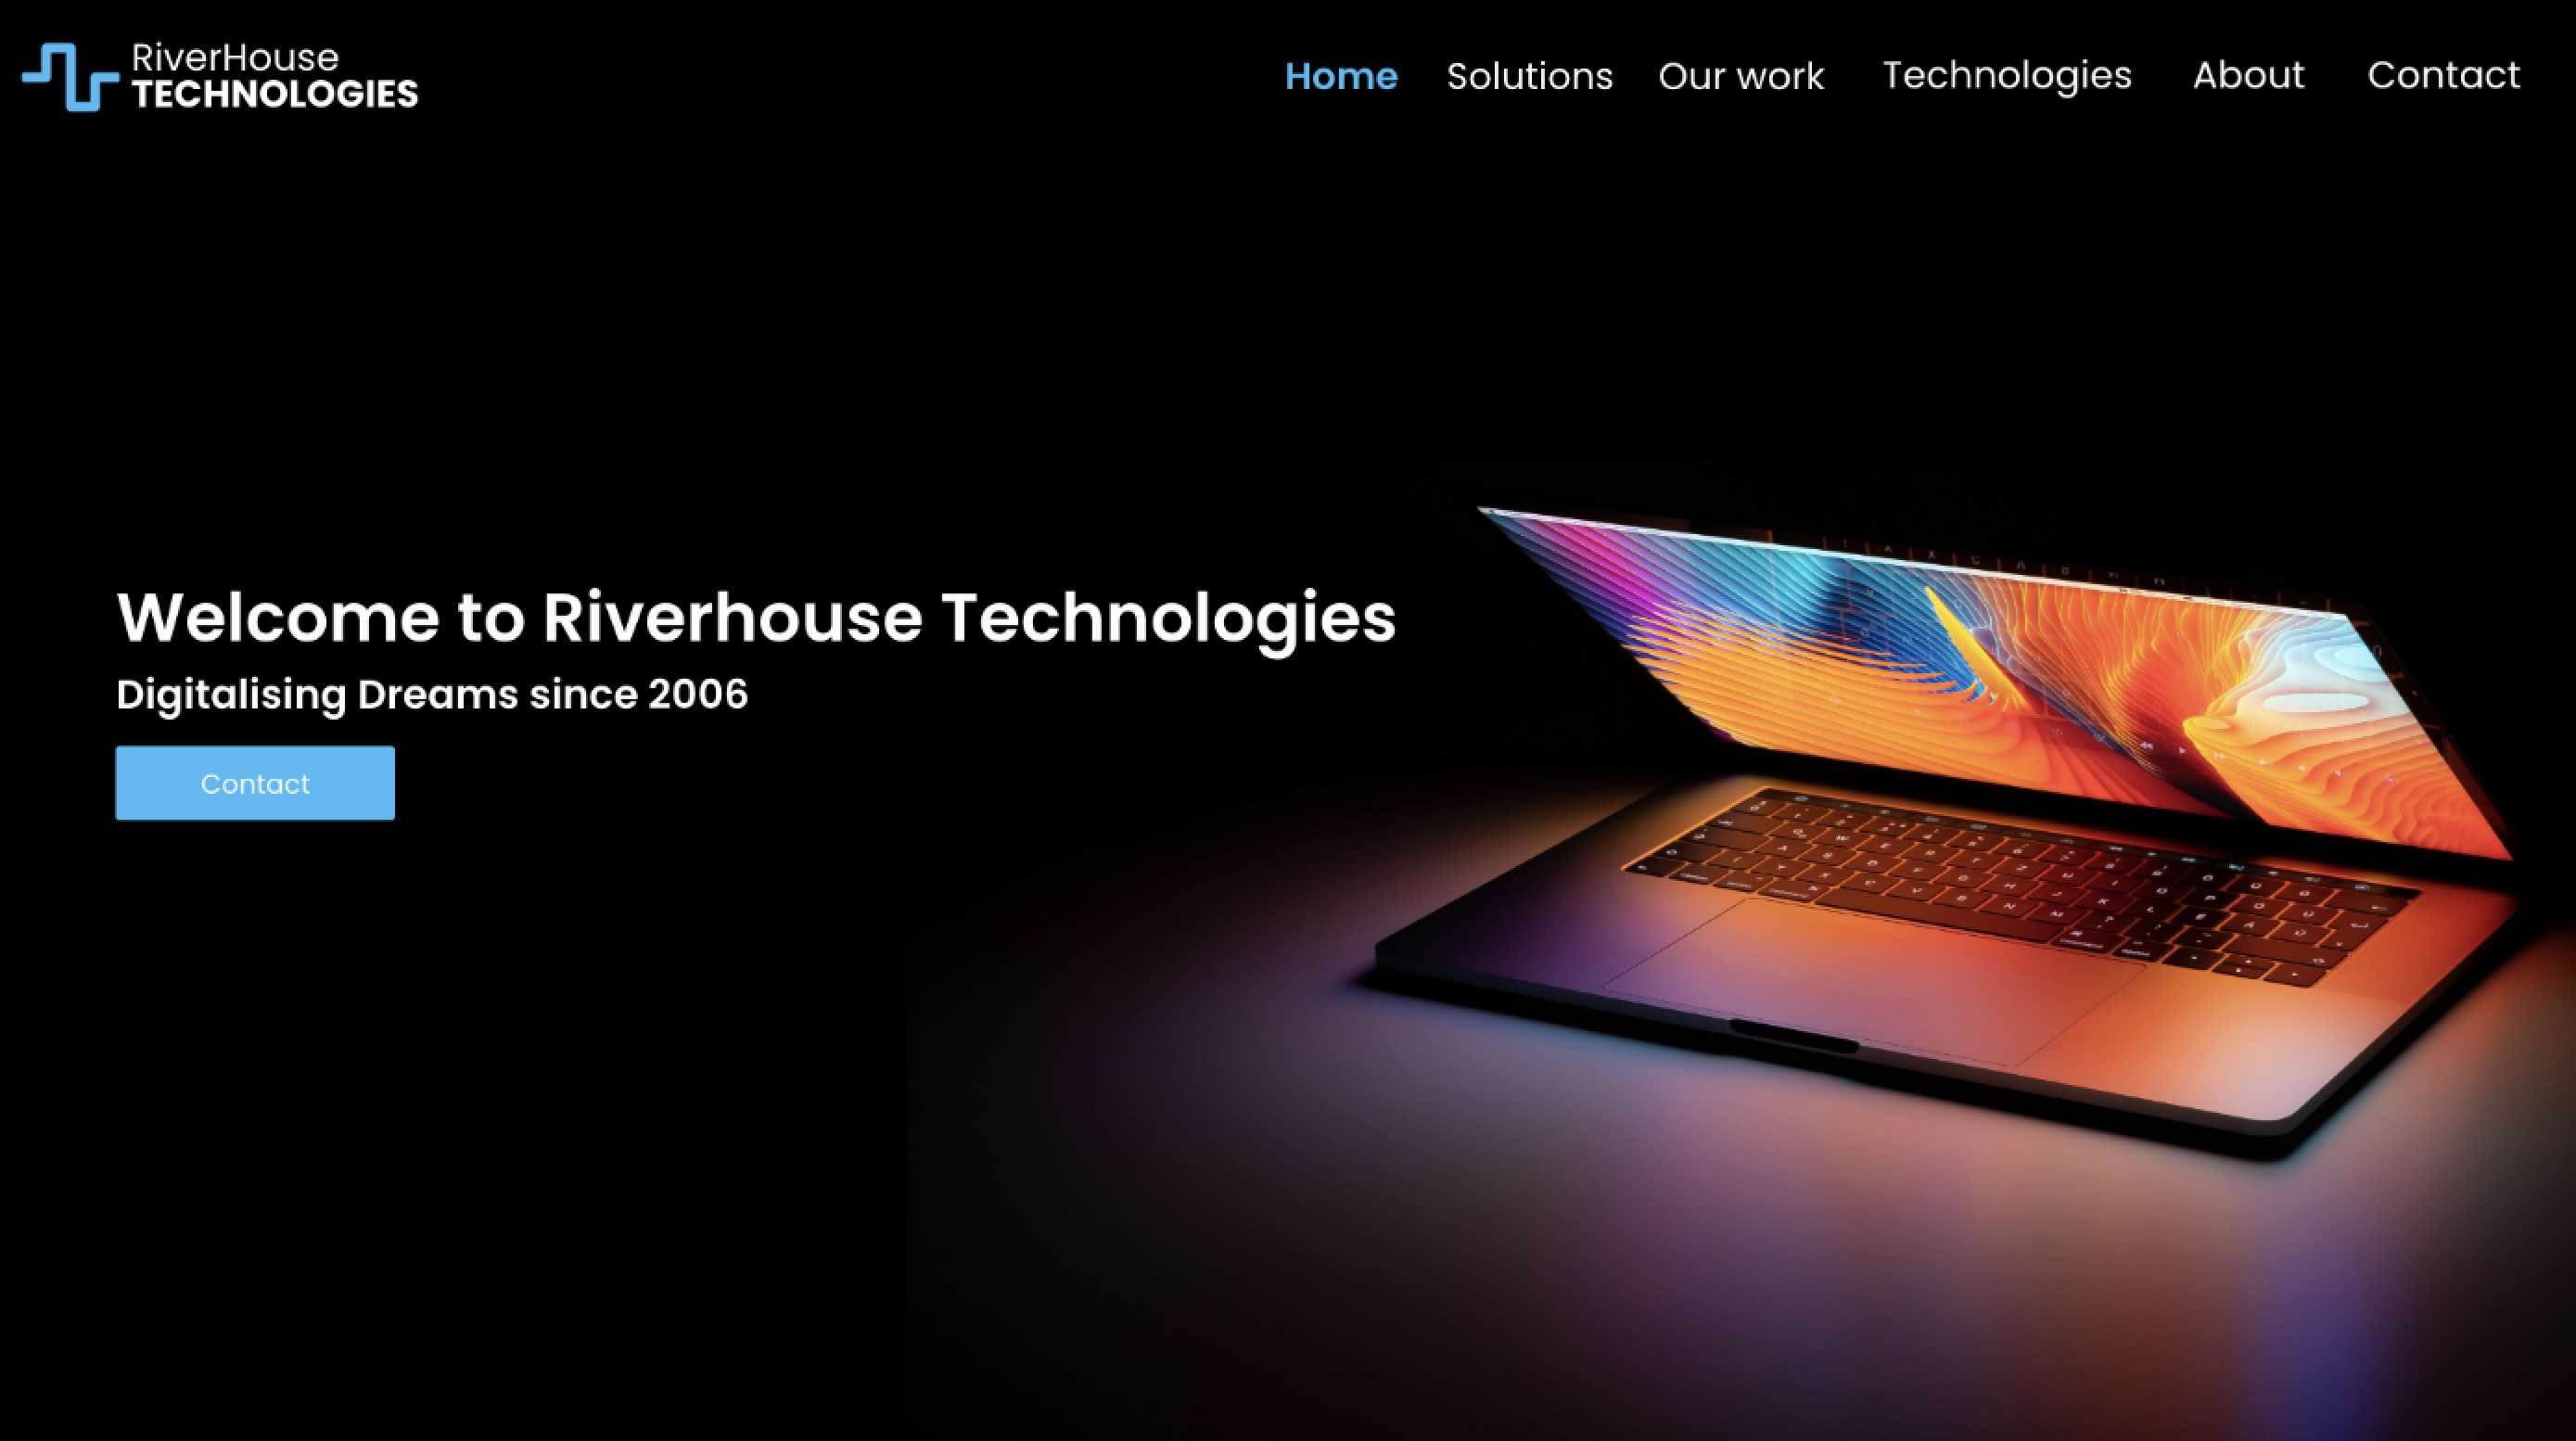 RiverHouse
TECHNOLOGIES
Home Solutions Our work Technologies About Contact
Welcome to Riverhouse Technologies
Digitalising Dreams since 2006
Contact